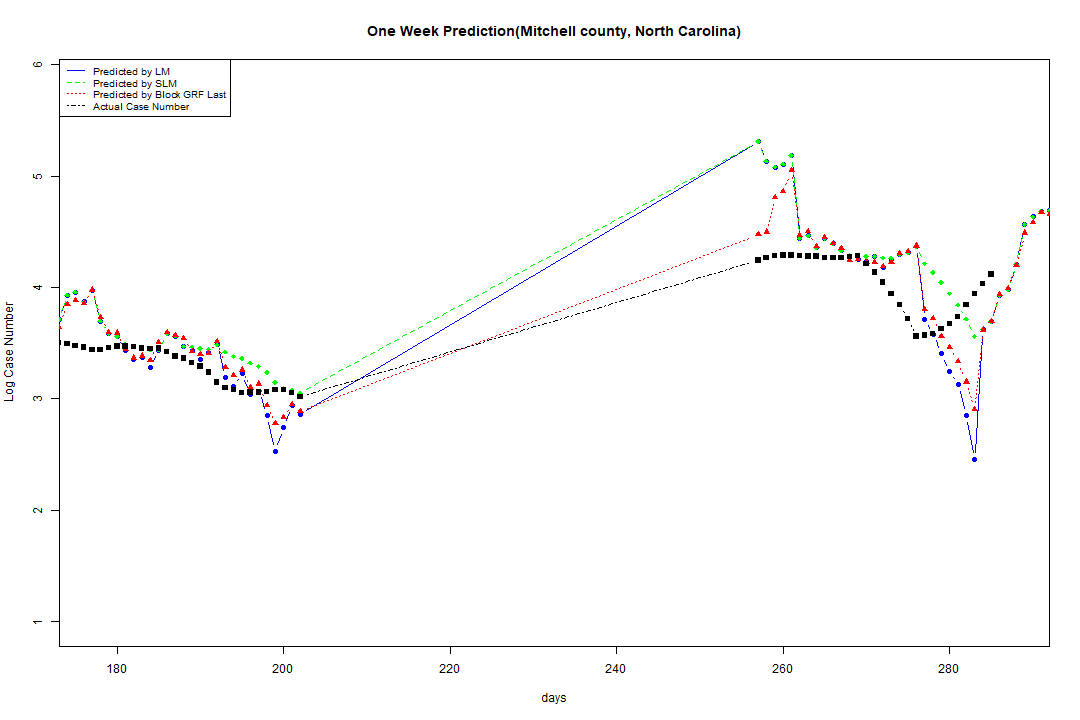 One Week Prediction(Mitchell county, North Carolina)
Predicted by LM
Predicted by SLM
Predicted by Block GRF Last
Actual Case Number
6
5
4
3
2
1
Log Case Number
180 200 220 240 260 280
days